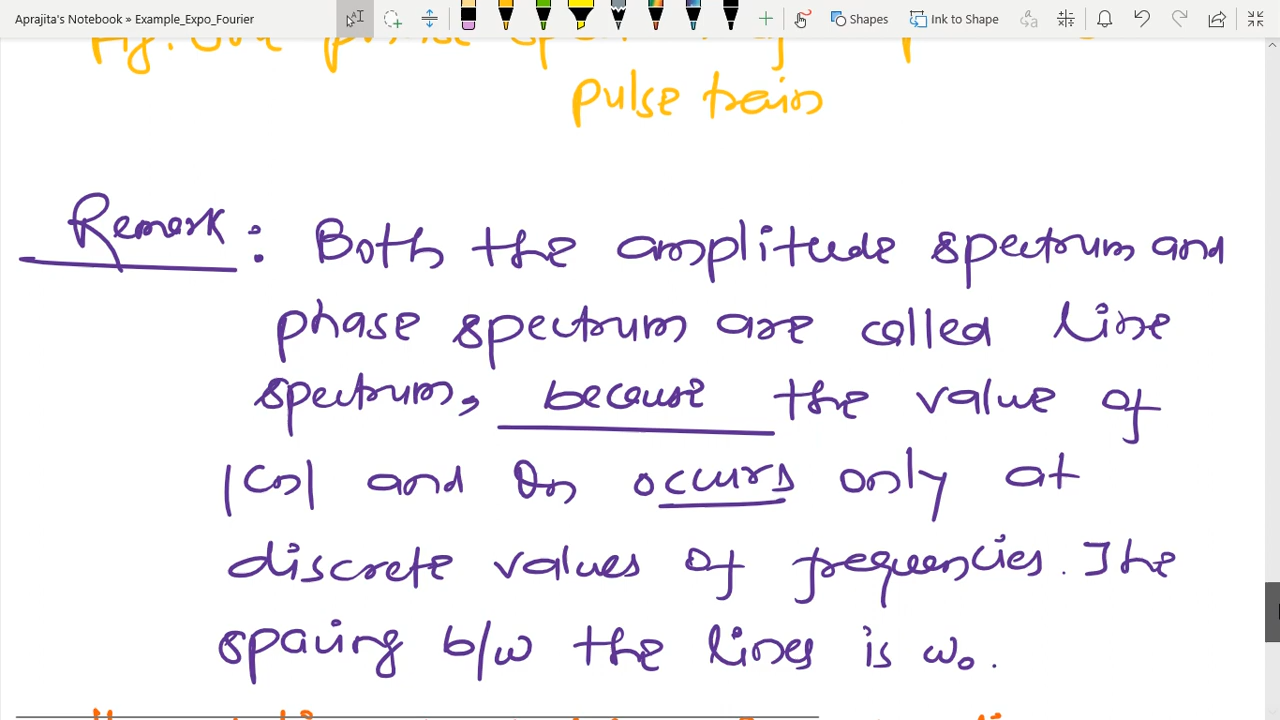 Aprajita's Notebook » Example_Expo_Fourier
Shapes
Ink to Shape
pulse train
Remark : Both the amplitude spectrum and
phase spectrum are called line
spectrum, because the value of
|Cn| and θn occurs only at
discrete values of frequencies. The
spacing b/w the lines is ω₀.